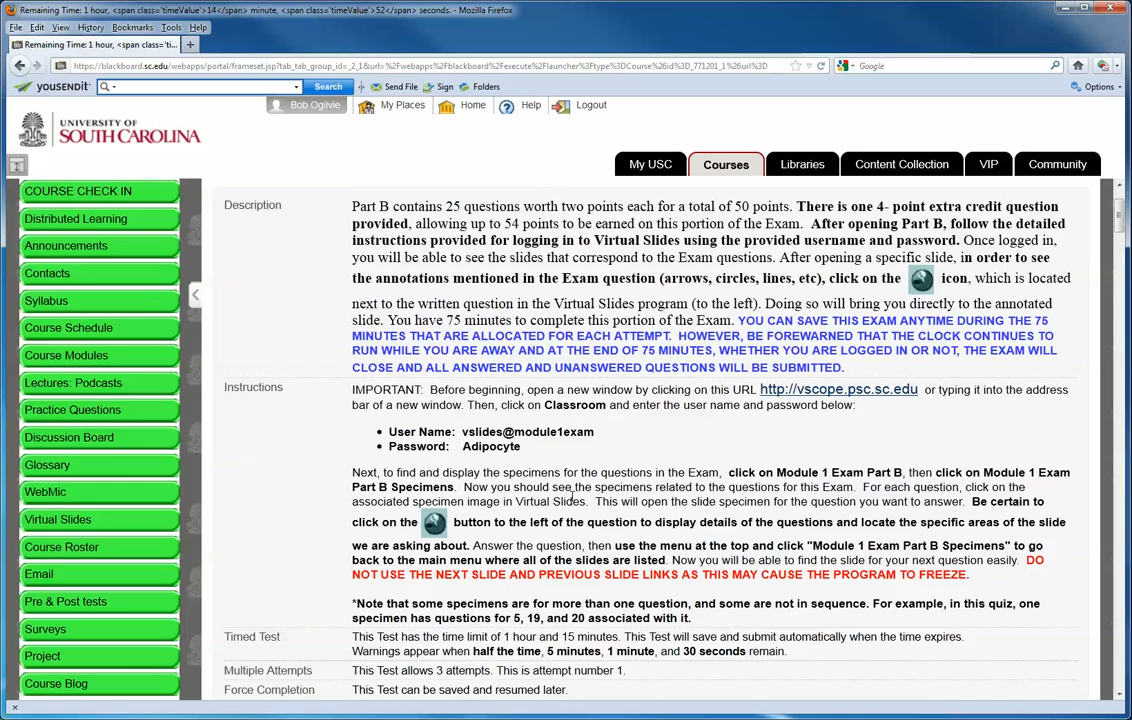 Remaining Time: 1 hour, <span class='timeValue'>14</span> minute, <span class='timeValue'>52</span> seconds. - Mozilla Firefox
File Edit View History Bookmarks Tools Help
Remaining Time: 1 hour, <span class='ti...
https://blackboard.sc.edu/webapps/portal/frameset.jsp?tab_tab_group_id=_2_1&url=%2Fwebapps%2Fblackboard%2Fexecute%2Flauncher%3Ftype%3DCourse%26id%3D_771201_1%26url%3D
Google
yousendit Search Send File Sign Folders Options
Bob Ogilvie My Places Home Help Logout
UNIVERSITY OF
SOUTH CAROLINA
My USC Courses Libraries Content Collection VIP Community
COURSE CHECK IN
Distributed Learning
Announcements
Contacts
Syllabus
Course Schedule
Course Modules
Lectures: Podcasts
Practice Questions
Discussion Board
Glossary
WebMic
Virtual Slides
Course Roster
Email
Pre & Post tests
Surveys
Project
Course Blog
Description
Part B contains 25 questions worth two points each for a total of 50 points. There is one 4- point extra credit question
provided, allowing up to 54 points to be earned on this portion of the Exam. After opening Part B, follow the detailed
instructions provided for logging in to Virtual Slides using the provided username and password. Once logged in,
you will be able to see the slides that correspond to the Exam questions. After opening a specific slide, in order to see
the annotations mentioned in the Exam question (arrows, circles, lines, etc), click on the icon, which is located
next to the written question in the Virtual Slides program (to the left). Doing so will bring you directly to the annotated
slide. You have 75 minutes to complete this portion of the Exam. YOU CAN SAVE THIS EXAM ANYTIME DURING THE 75
MINUTES THAT ARE ALLOCATED FOR EACH ATTEMPT. HOWEVER, BE FOREWARNED THAT THE CLOCK CONTINUES TO
RUN WHILE YOU ARE AWAY AND AT THE END OF 75 MINUTES, WHETHER YOU ARE LOGGED IN OR NOT, THE EXAM WILL
CLOSE AND ALL ANSWERED AND UNANSWERED QUESTIONS WILL BE SUBMITTED.
Instructions
IMPORTANT: Before beginning, open a new window by clicking on this URL http://vscope.psc.sc.edu or typing it into the address
bar of a new window. Then, click on Classroom and enter the user name and password below:
• User Name: vslides@module1exam
• Password: Adipocyte
Next, to find and display the specimens for the questions in the Exam, click on Module 1 Exam Part B, then click on Module 1 Exam
Part B Specimens. Now you should see the specimens related to the questions for this Exam. For each question, click on the
associated specimen image in Virtual Slides. This will open the slide specimen for the question you want to answer. Be certain to
click on the button to the left of the question to display details of the questions and locate the specific areas of the slide
we are asking about. Answer the question, then use the menu at the top and click "Module 1 Exam Part B Specimens" to go
back to the main menu where all of the slides are listed. Now you will be able to find the slide for your next question easily. DO
NOT USE THE NEXT SLIDE AND PREVIOUS SLIDE LINKS AS THIS MAY CAUSE THE PROGRAM TO FREEZE.
*Note that some specimens are for more than one question, and some are not in sequence. For example, in this quiz, one
specimen has questions for 5, 19, and 20 associated with it.
Timed Test This Test has the time limit of 1 hour and 15 minutes. This Test will save and submit automatically when the time expires.
Warnings appear when half the time, 5 minutes, 1 minute, and 30 seconds remain.
Multiple Attempts This Test allows 3 attempts. This is attempt number 1.
Force Completion This Test can be saved and resumed later.